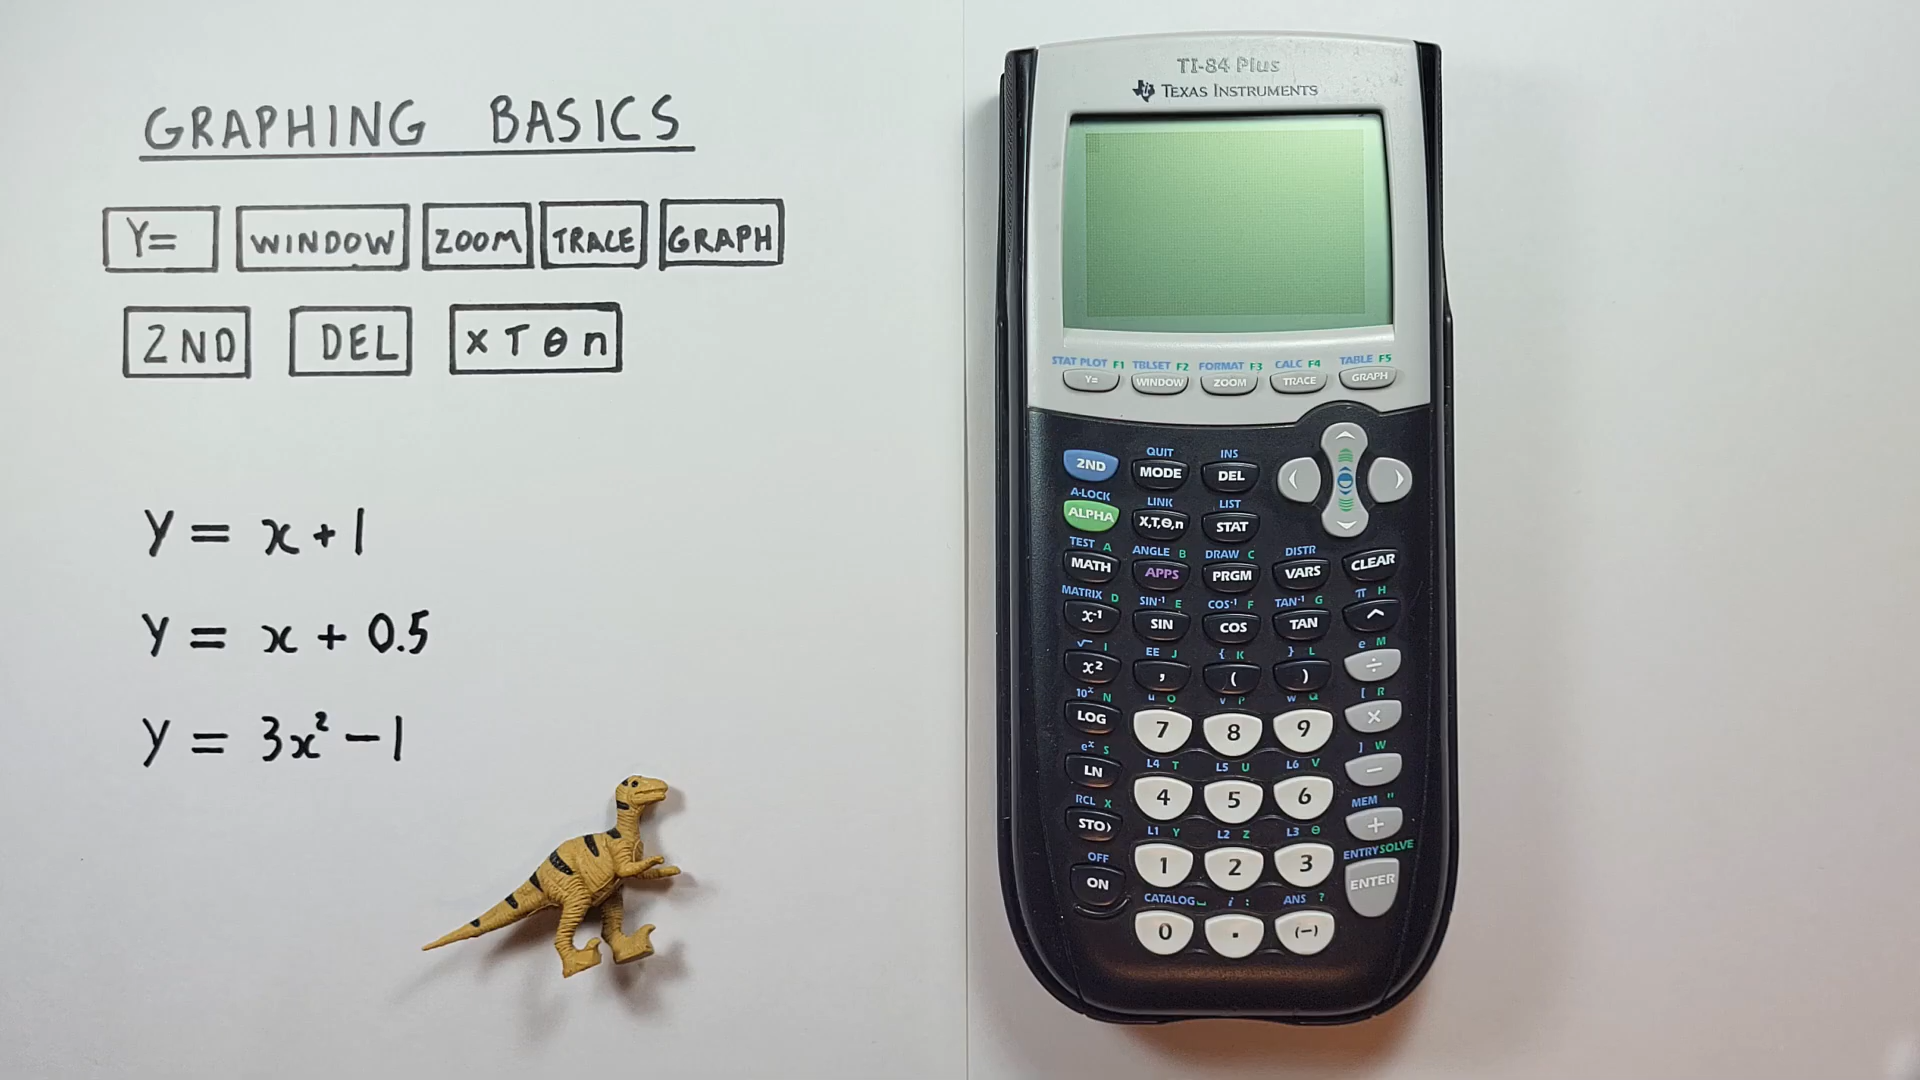 GRAPHING BASICS
Y= WINDOW ZOOM TRACE GRAPH
2ND DEL X T θ n
Y = x + 1
Y = x + 0.5
Y = 3x² - 1
TI-84 Plus
TEXAS INSTRUMENTS
STAT PLOT F1 TBLSET F2 FORMAT F3 CALC F4 TABLE F5
Y= WINDOW ZOOM TRACE GRAPH
QUIT INS
2ND MODE DEL
A-LOCK LINK LIST
ALPHA X,T,θ,n STAT
TEST A ANGLE B DRAW C DISTR
MATH APPS PRGM VARS CLEAR
MATRIX D SIN⁻¹ E COS⁻¹ F TAN⁻¹ G π H
x⁻¹ SIN COS TAN ^
√ I EE J { K } L e M
x² , ( ) ÷
10ˣ N u O v P w Q [ R
LOG 7 8 9 ×
eˣ S L4 T L5 U L6 V ] W
LN 4 5 6 −
RCL X L1 Y L2 Z L3 θ MEM "
STO› 1 2 3 +
OFF CATALOG ⎵ i : ANS ? ENTRY SOLVE
ON 0 . (−) ENTER